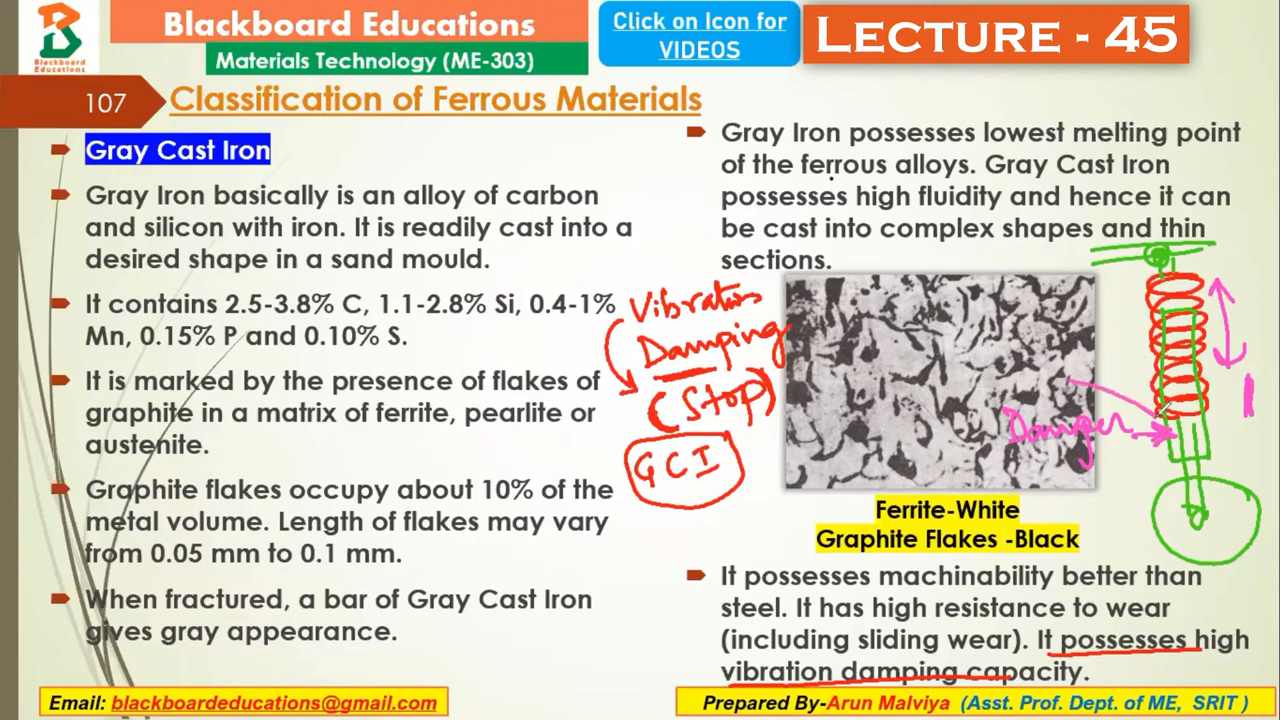 Blackboard Educations
Materials Technology (ME-303)
Blackboard
Educations
Click on Icon for
VIDEOS
LECTURE - 45
107
Classification of Ferrous Materials
Gray Cast Iron
Gray Iron basically is an alloy of carbon
and silicon with iron. It is readily cast into a
desired shape in a sand mould.
It contains 2.5-3.8% C, 1.1-2.8% Si, 0.4-1%
Mn, 0.15% P and 0.10% S.
It is marked by the presence of flakes of
graphite in a matrix of ferrite, pearlite or
austenite.
Graphite flakes occupy about 10% of the
metal volume. Length of flakes may vary
from 0.05 mm to 0.1 mm.
When fractured, a bar of Gray Cast Iron
gives gray appearance.
Vibration
Damping
(Stop)
GCI
Gray Iron possesses lowest melting point
of the ferrous alloys. Gray Cast Iron
possesses high fluidity and hence it can
be cast into complex shapes and thin
sections.
Danger
Ferrite-White
Graphite Flakes -Black
It possesses machinability better than
steel. It has high resistance to wear
(including sliding wear). It possesses high
vibration damping capacity.
Email: blackboardeducations@gmail.com
Prepared By-Arun Malviya (Asst. Prof. Dept. of ME, SRIT )